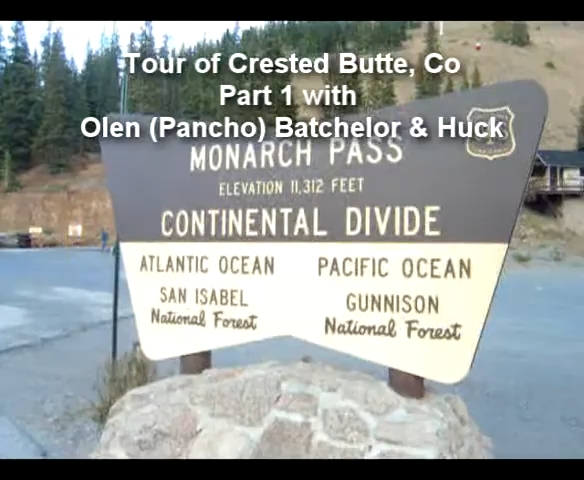 Tour of Crested Butte, Co
Part 1 with
Olen (Pancho) Batchelor & Huck
MONARCH PASS
ELEVATION 11,312 FEET
CONTINENTAL DIVIDE
ATLANTIC OCEAN
SAN ISABEL
National Forest
PACIFIC OCEAN
GUNNISON
National Forest